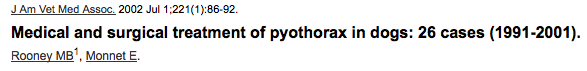 J Am Vet Med Assoc. 2002 Jul 1;221(1):86-92.
Medical and surgical treatment of pyothorax in dogs: 26 cases (1991-2001).
Rooney MB1, Monnet E.